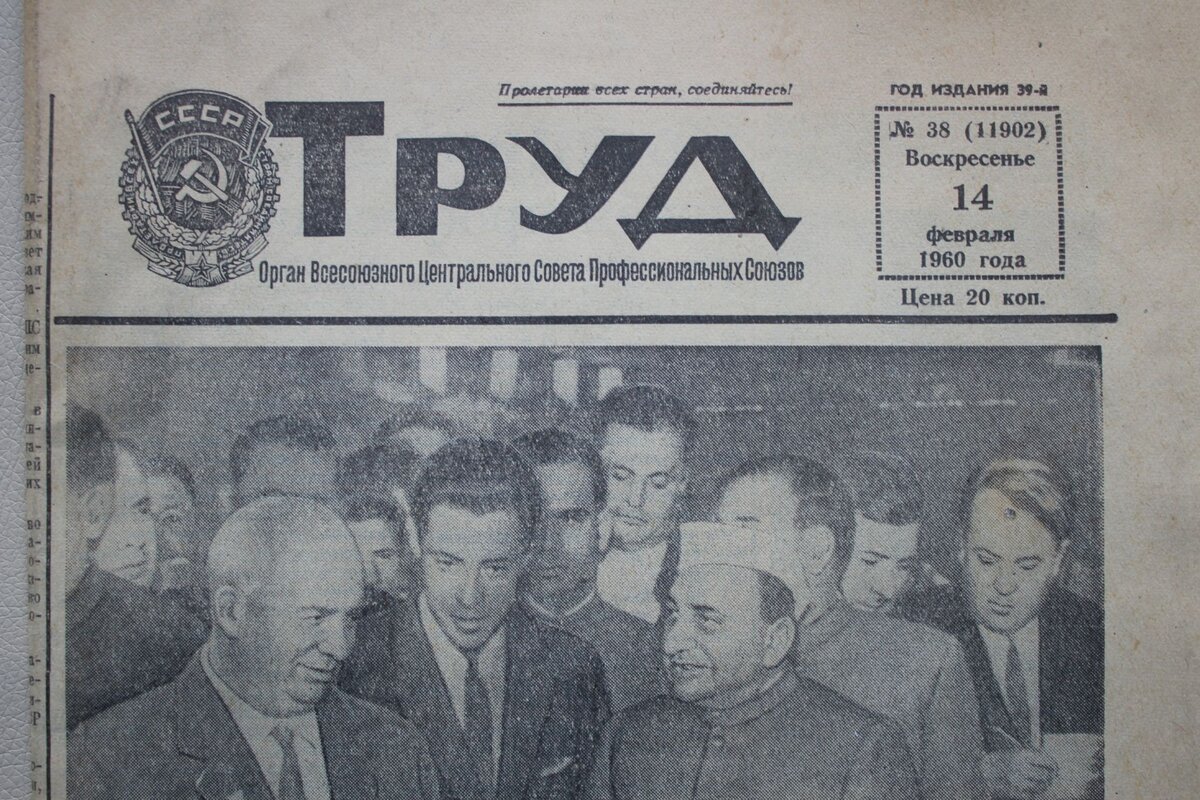 СССР
Пролетарии всех стран, соединяйтесь!
Труд
Орган Всесоюзного Центрального Совета Профессиональных Союзов
ГОД ИЗДАНИЯ 39-й
№ 38 (11902)
Воскресенье
14
февраля
1960 года
Цена 20 коп.